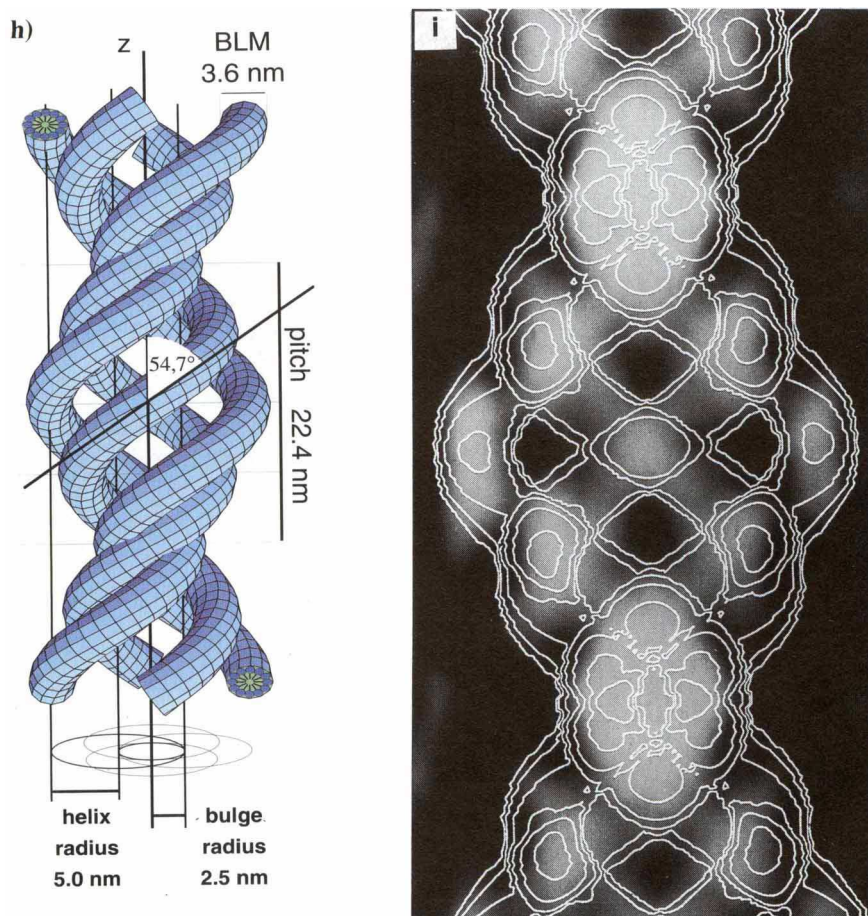 h)
z
BLM
3.6 nm
54,7°
pitch 22.4 nm
helix
radius
5.0 nm
bulge
radius
2.5 nm
i